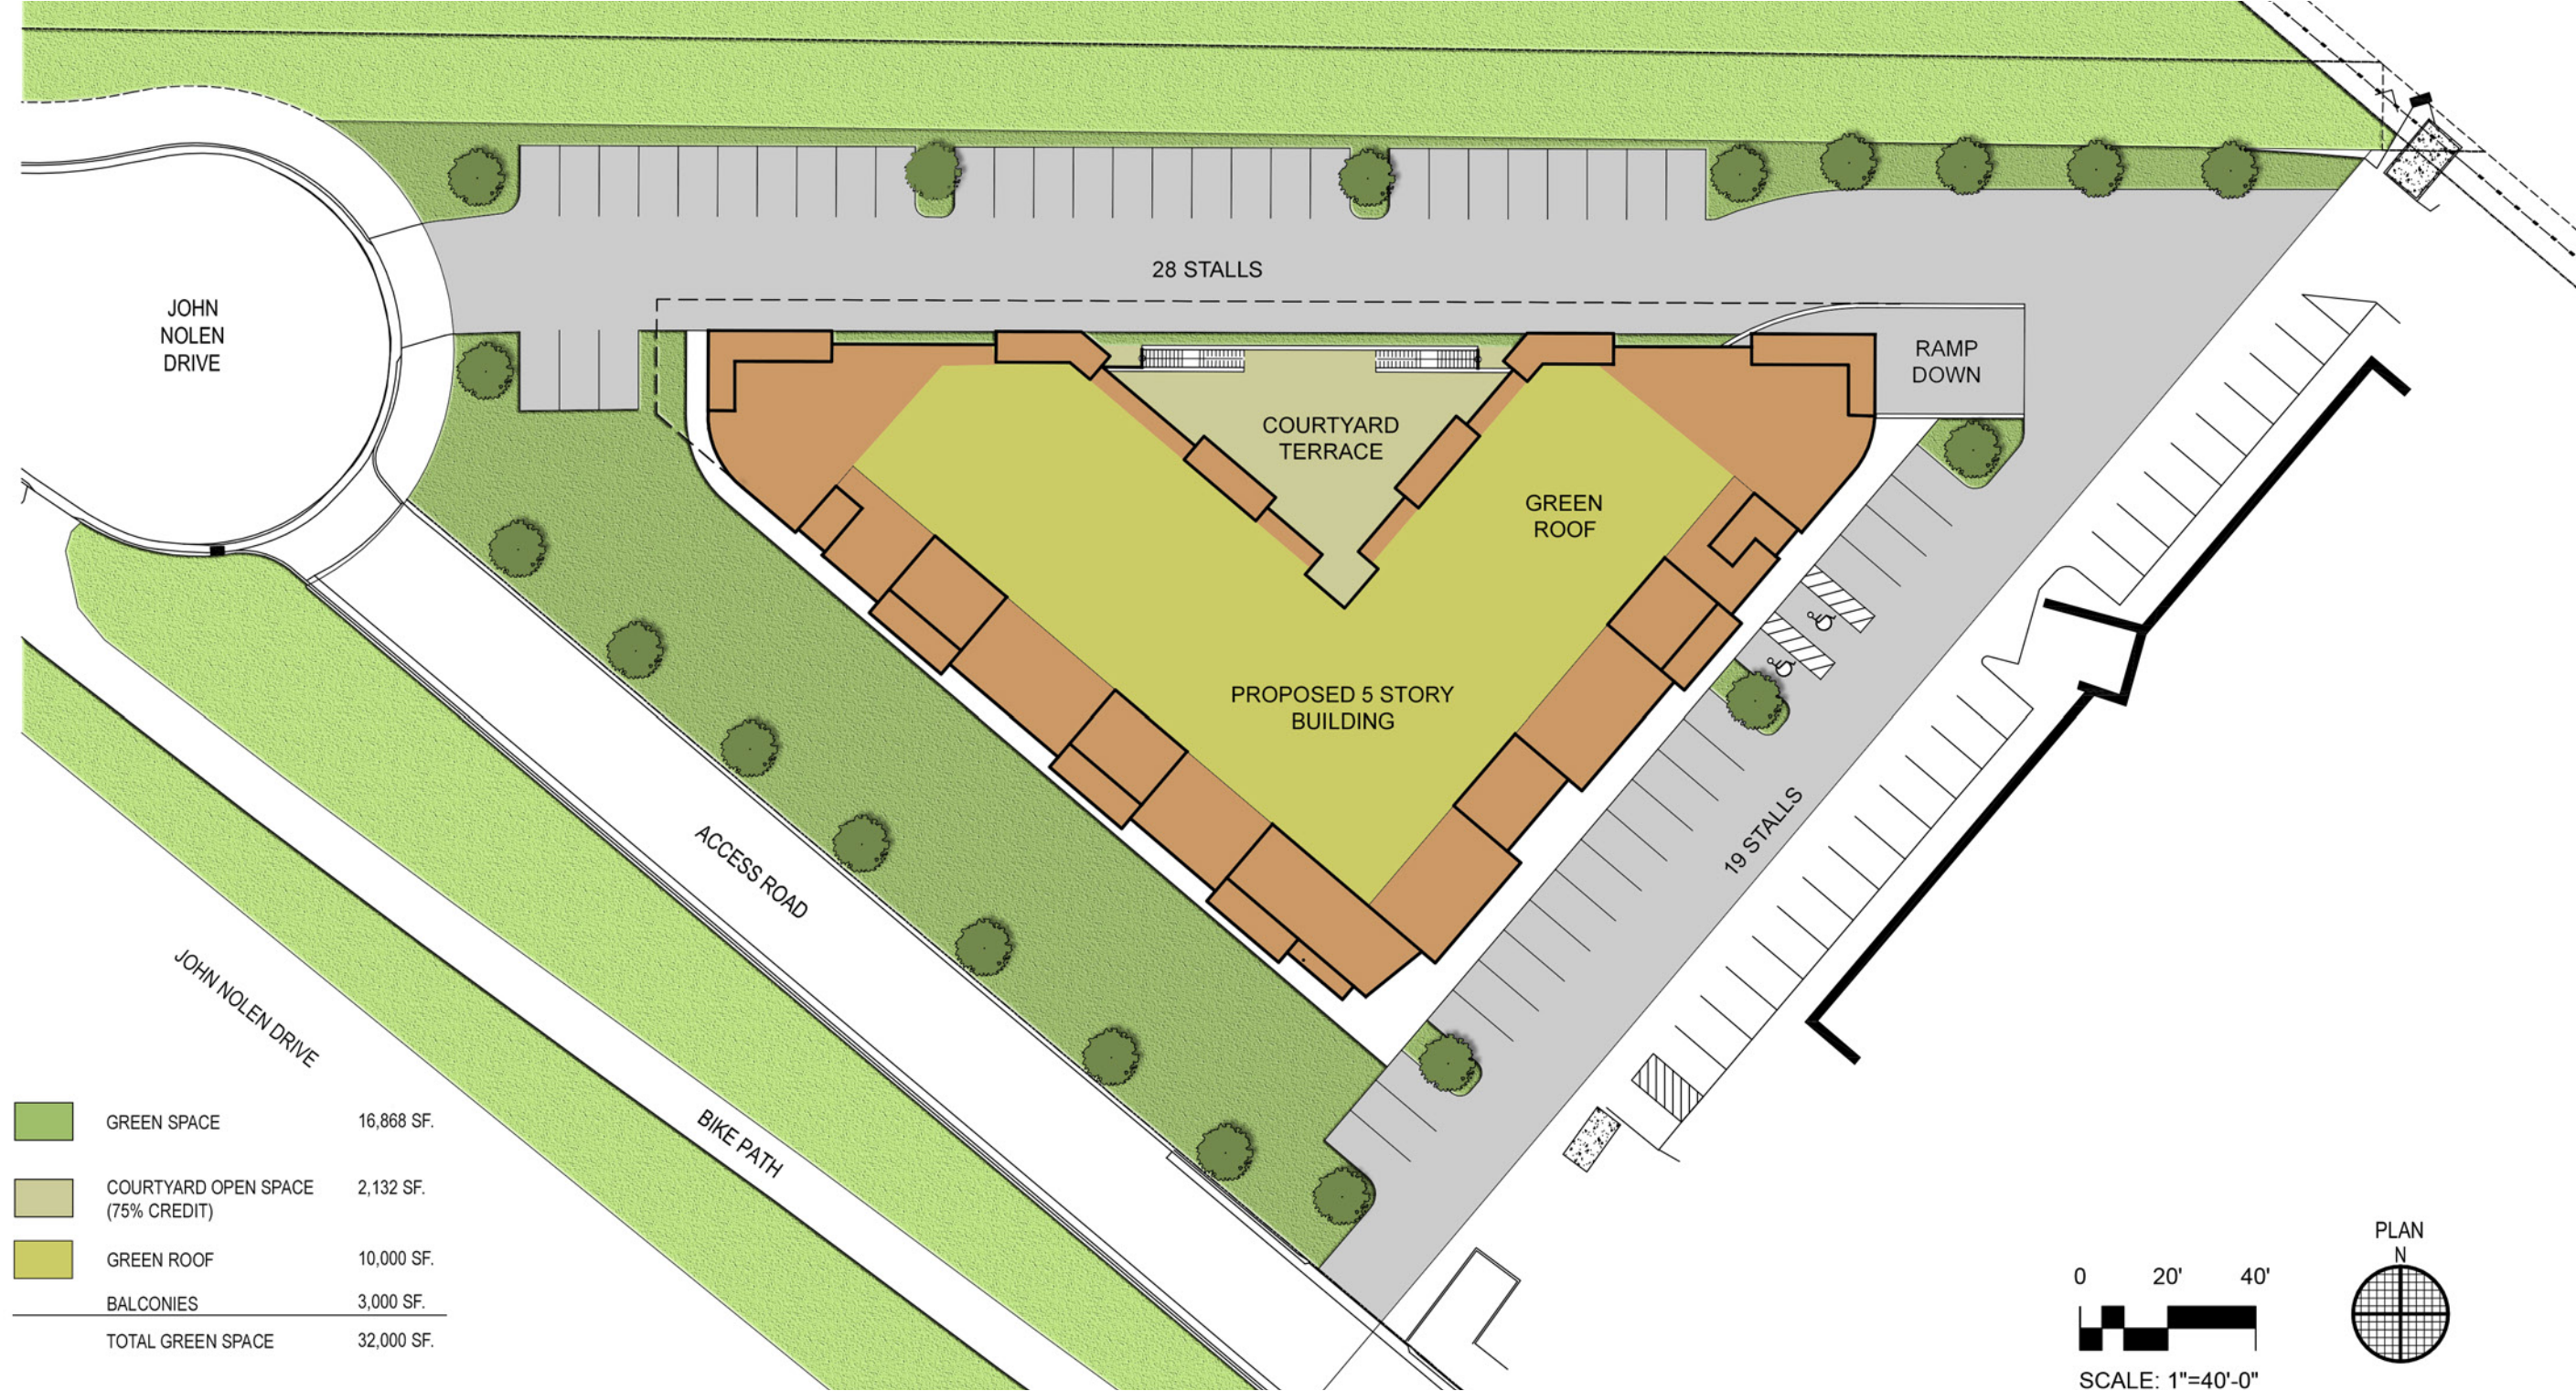 28 STALLS
JOHN
NOLEN
DRIVE
RAMP
DOWN
COURTYARD
TERRACE
GREEN
ROOF
PROPOSED 5 STORY
BUILDING
19 STALLS
ACCESS ROAD
JOHN NOLEN DRIVE
BIKE PATH
GREEN SPACE 16,868 SF.
COURTYARD OPEN SPACE 2,132 SF.
(75% CREDIT)
GREEN ROOF 10,000 SF.
BALCONIES 3,000 SF.
TOTAL GREEN SPACE 32,000 SF.
PLAN
N
0 20' 40'
SCALE: 1"=40'-0"